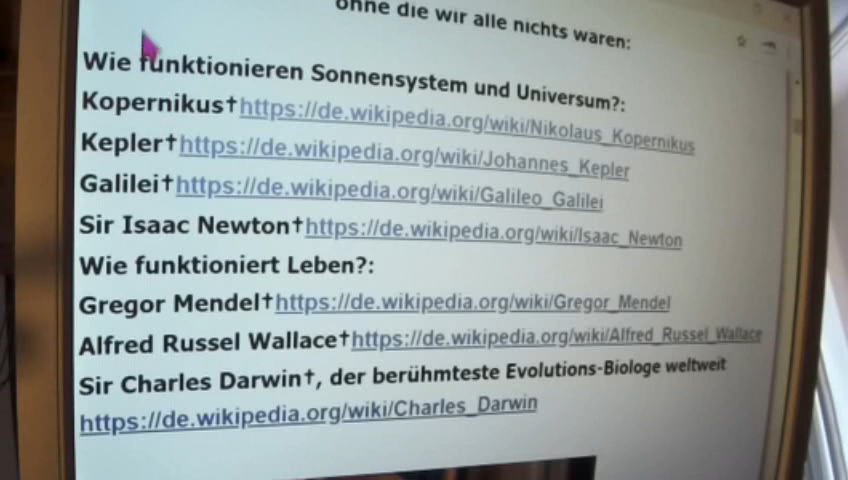 ohne die wir alle nichts waren:
Wie funktionieren Sonnensystem und Universum?:
Kopernikus†https://de.wikipedia.org/wiki/Nikolaus_Kopernikus
Kepler†https://de.wikipedia.org/wiki/Johannes_Kepler
Galilei†https://de.wikipedia.org/wiki/Galileo_Galilei
Sir Isaac Newton†https://de.wikipedia.org/wiki/Isaac_Newton
Wie funktioniert Leben?:
Gregor Mendel†https://de.wikipedia.org/wiki/Gregor_Mendel
Alfred Russel Wallace†https://de.wikipedia.org/wiki/Alfred_Russel_Wallace
Sir Charles Darwin†, der berühmteste Evolutions-Biologe weltweit
https://de.wikipedia.org/wiki/Charles_Darwin